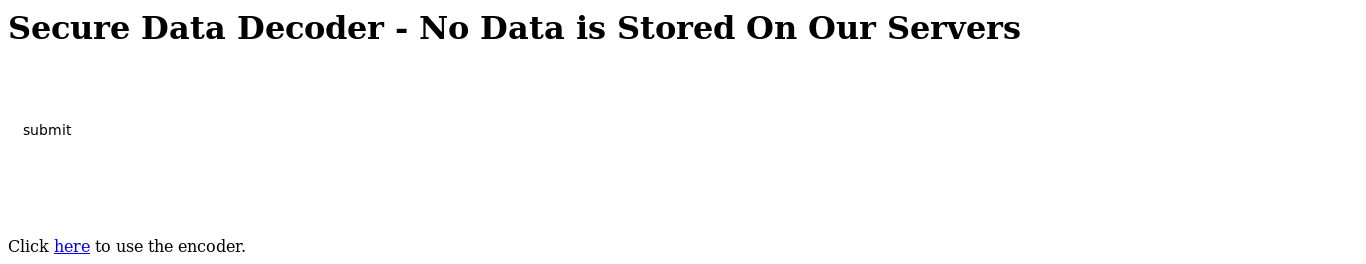 Secure Data Decoder - No Data is Stored On Our Servers
submit
Click here to use the encoder.